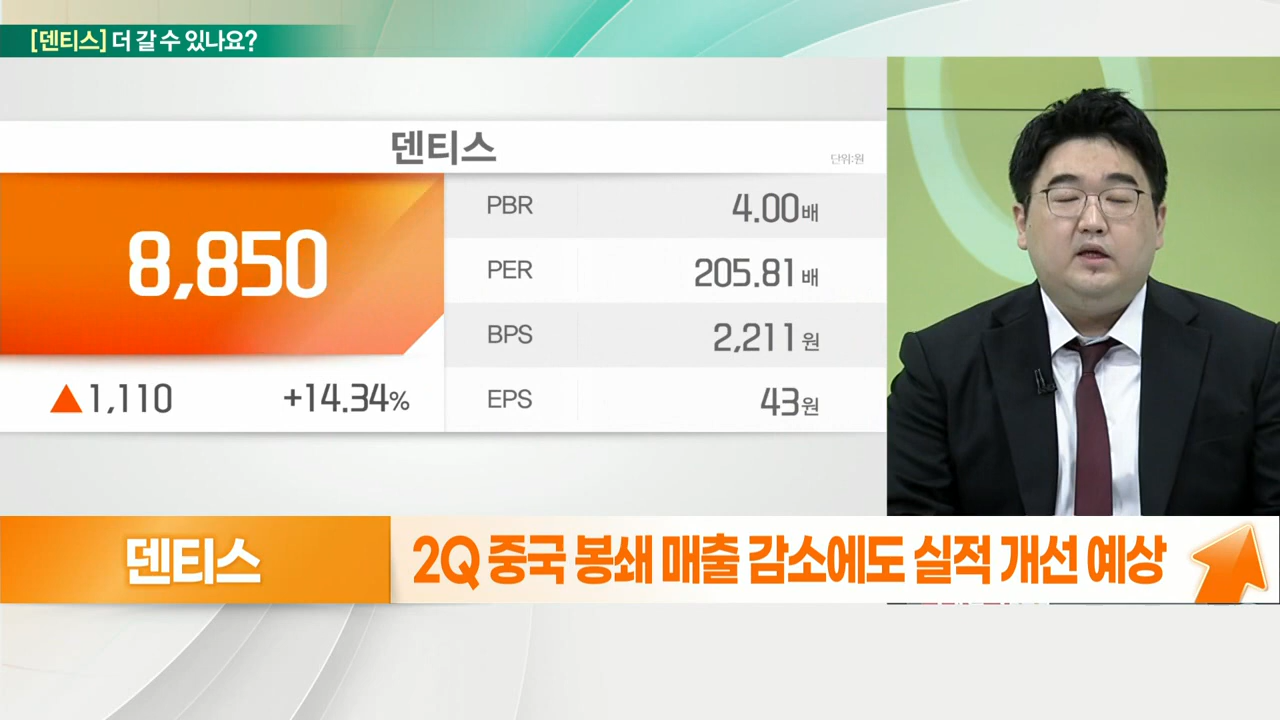 [덴티스] 더 갈 수 있나요?
덴티스
단위:원
8,850
▲1,110 +14.34%
PBR 4.00배
PER 205.81배
BPS 2,211원
EPS 43원
덴티스
2Q 중국 봉쇄 매출 감소에도 실적 개선 예상